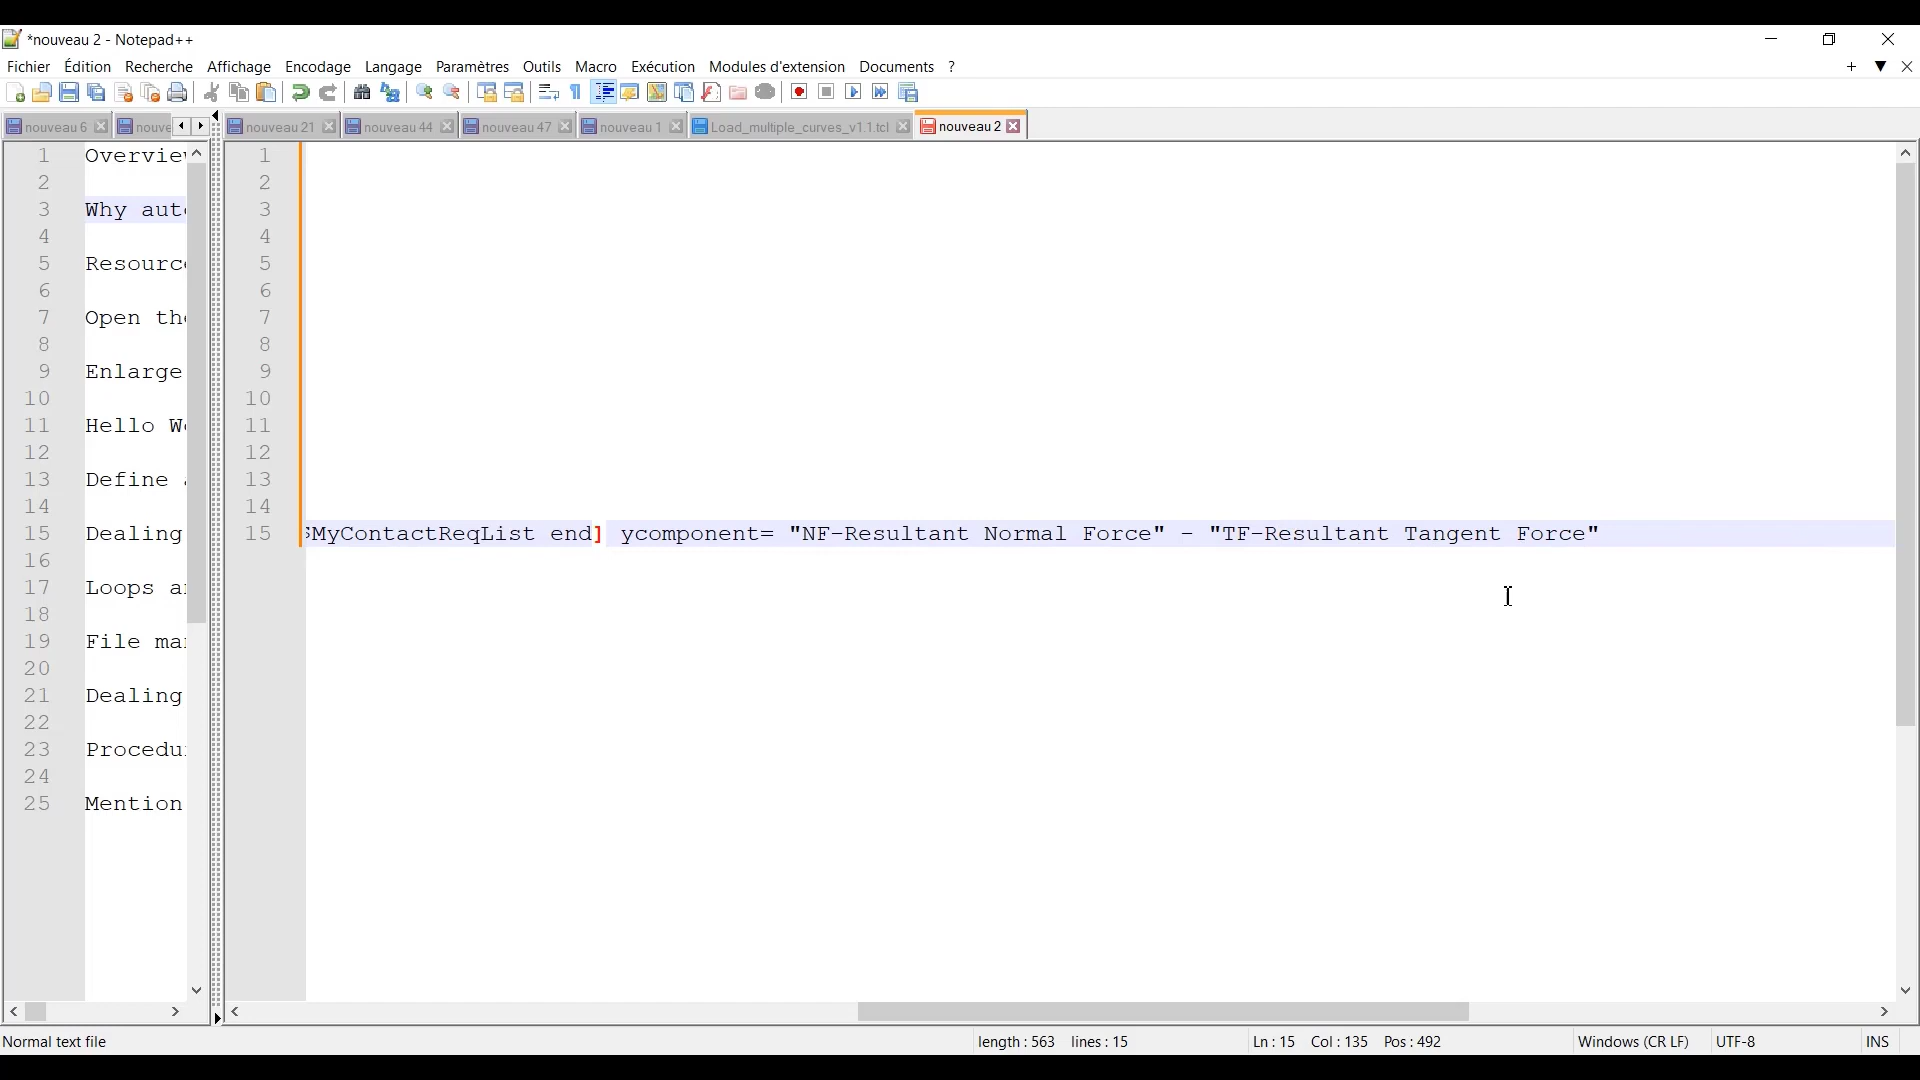 *nouveau 2 - Notepad++
Fichier Édition Recherche Affichage Encodage Langage Paramètres Outils Macro Exécution Modules d'extension Documents ?
+ ▼ ✕
nouveau 6 nouve nouveau 21 nouveau 44 nouveau 47 nouveau 1 Load_multiple_curves_v1.1.tcl nouveau 2
1 Overview
2
3 Why aut
4
5 Resourc
6
7 Open th
8
9 Enlarge
10
11 Hello W
12
13 Define
14
15 Dealing
16
17 Loops a
18
19 File ma
20
21 Dealing
22
23 Procedu
24
25 Mention
1
2
3
4
5
6
7
8
9
10
11
12
13
14
15 $MyContactReqList end] ycomponent= "NF-Resultant Normal Force" - "TF-Resultant Tangent Force"
Normal text file length : 563 lines : 15 Ln : 15 Col : 135 Pos : 492 Windows (CR LF) UTF-8 INS